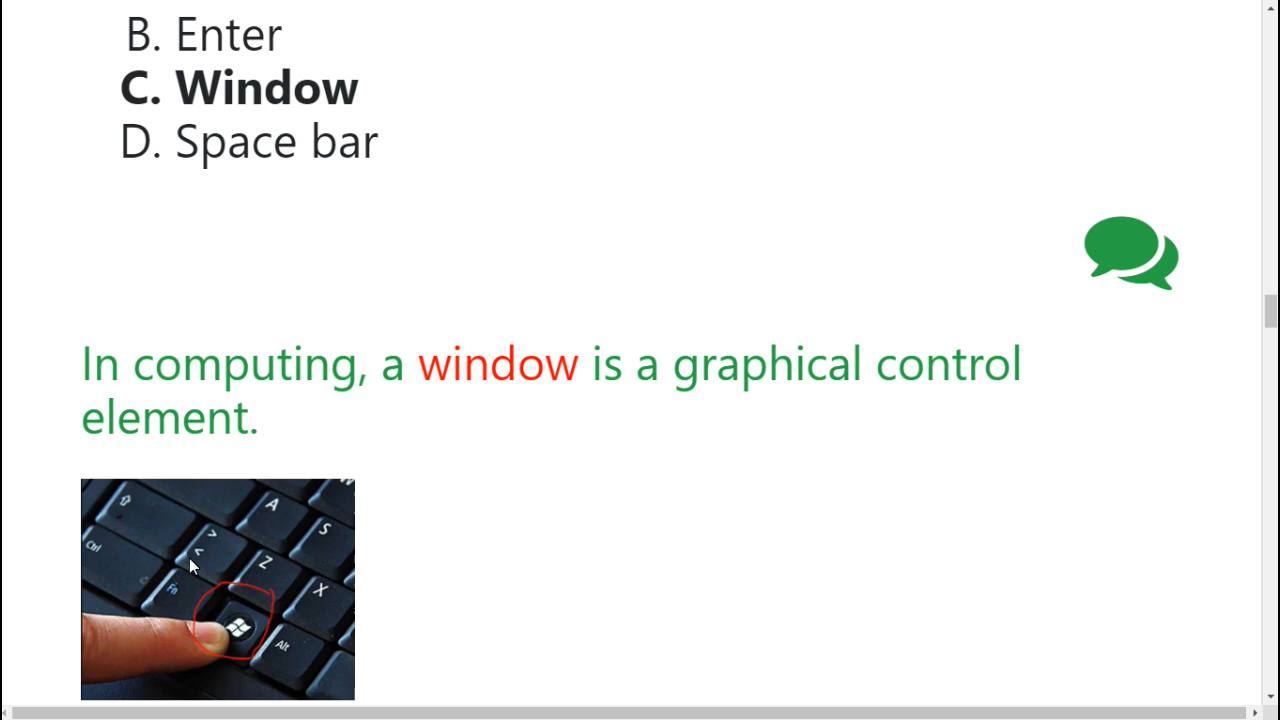 B. Enter
C. Window
D. Space bar
In computing, a window is a graphical control
element.
W
A
S
Ctrl
>
<
Z
Fn
X
Alt